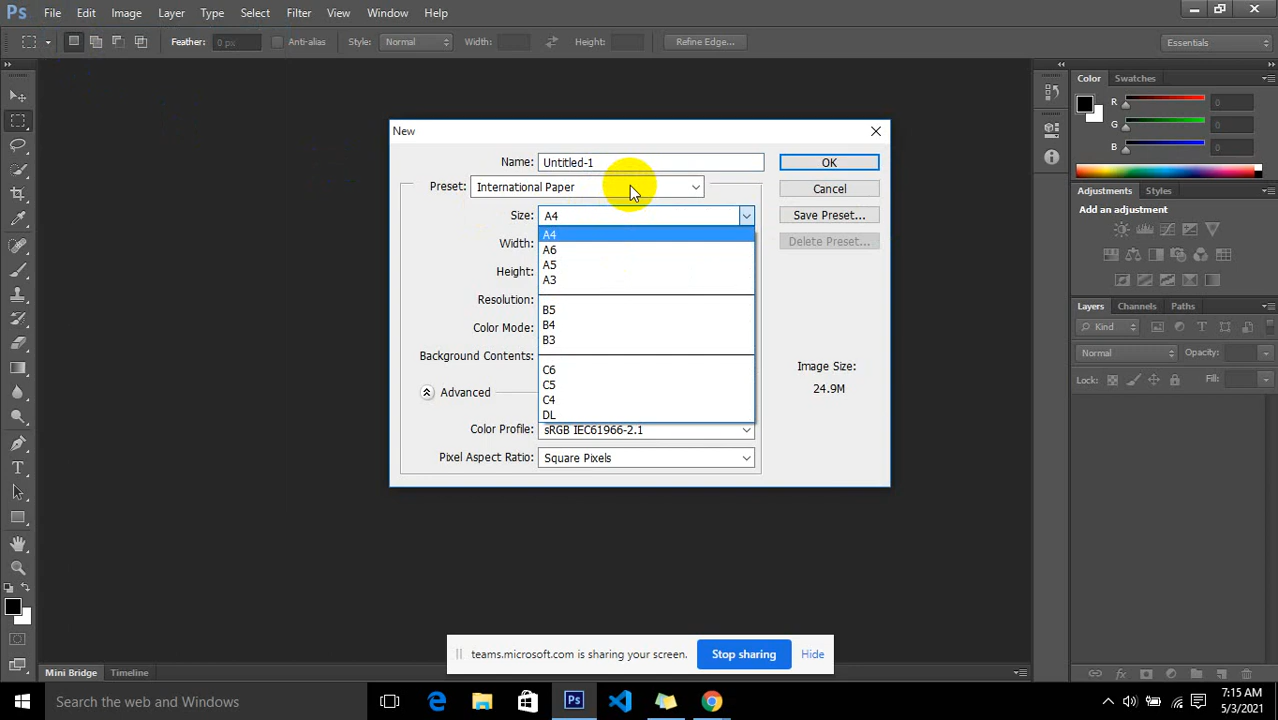 Ps File Edit Image Layer Type Select Filter View Window Help
Feather: 0 px Anti-alias Style: Normal Width: Height: Refine Edge... Essentials
Color Swatches
R 0
G 0
B 0
Adjustments Styles
Add an adjustment
Layers Channels Paths
Kind
Normal Opacity:
Lock: Fill:
New
Name: Untitled-1 OK
Preset: International Paper Cancel
Size: A4 Save Preset...
Width: A4
A6 Delete Preset...
Height: A5
A3
Resolution: B5
Color Mode: B4
B3
Background Contents:
C6 Image Size:
C5 24.9M
Advanced C4
DL
Color Profile: sRGB IEC61966-2.1
Pixel Aspect Ratio: Square Pixels
teams.microsoft.com is sharing your screen. Stop sharing Hide
Mini Bridge Timeline
Search the web and Windows Ps 7:15 AM
5/3/2021